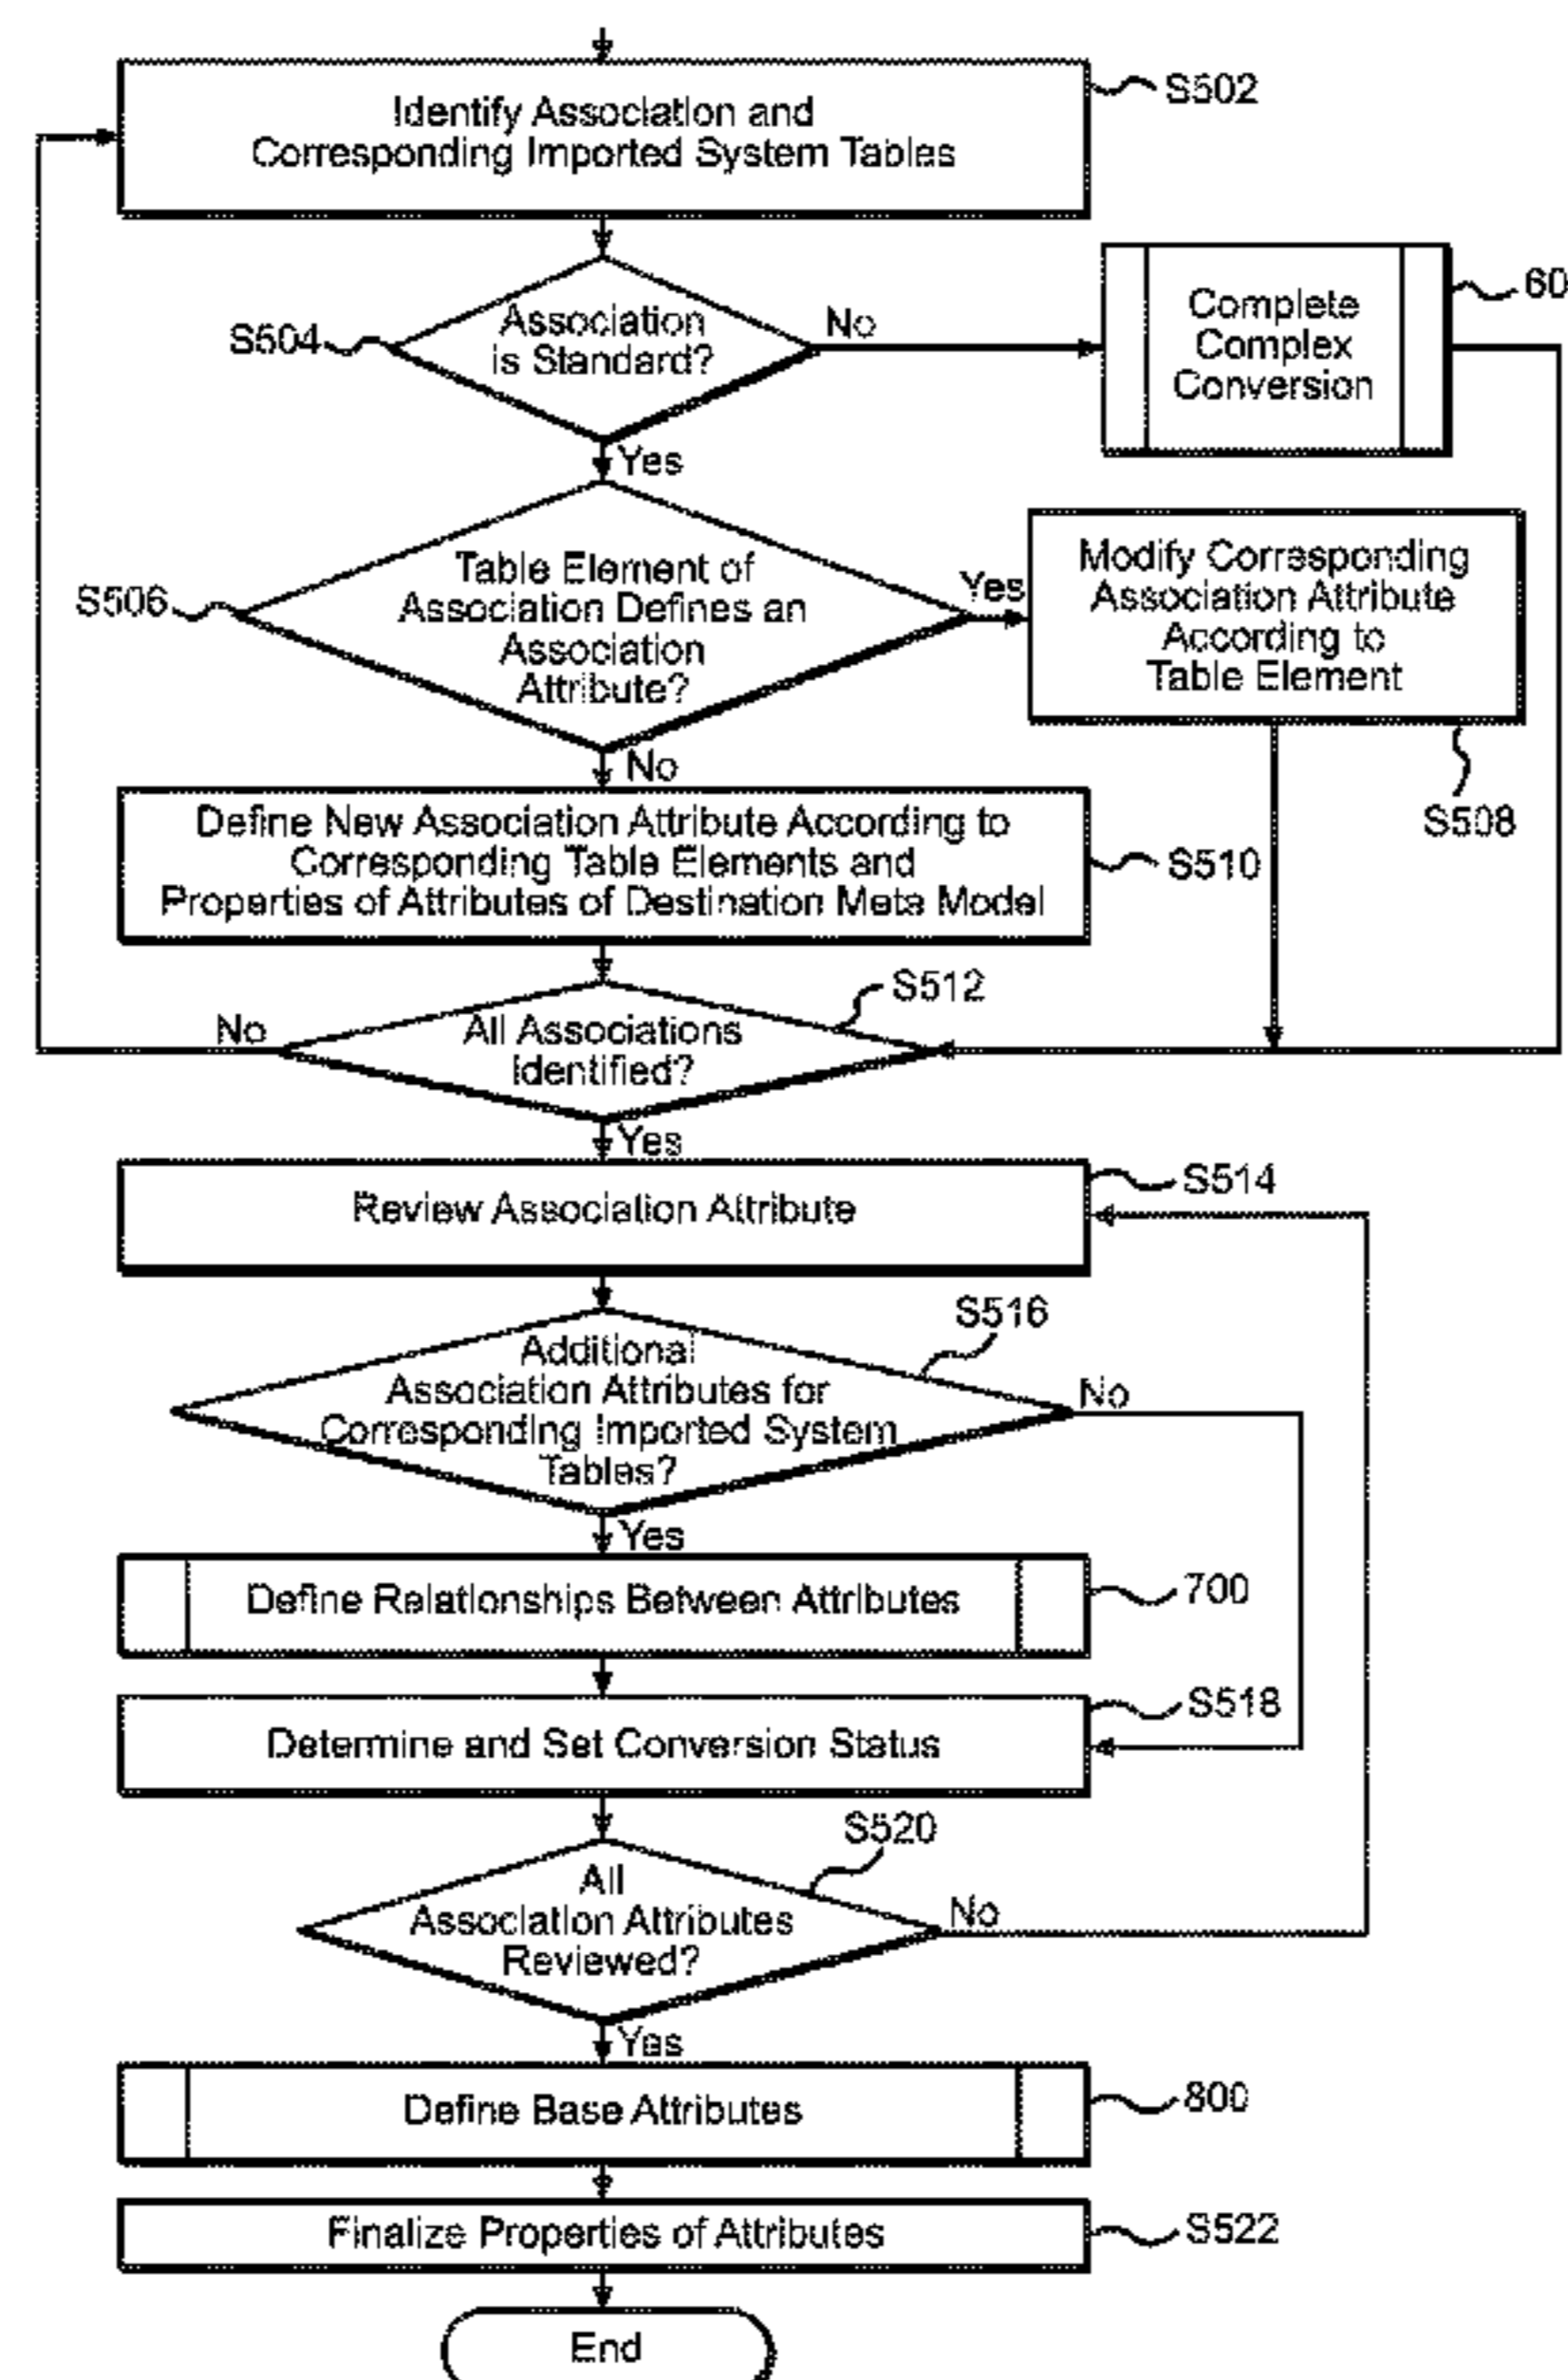 Identify Association and
Corresponding Imported System Tables
S502
S504
Association
is Standard?
No
Complete
Complex
Conversion
60
Yes
S506
Table Element of
Association Defines an
Association
Attribute?
Yes
Modify Corresponding
Association Attribute
According to
Table Element
S508
No
Define New Association Attribute According to
Corresponding Table Elements and
Properties of Attributes of Destination Meta Model
S510
S512
No
All Associations
Identified?
Yes
Review Association Attribute
S514
S516
Additional
Association Attributes for
Corresponding Imported System
Tables?
No
Yes
Define Relationships Between Attributes
700
Determine and Set Conversion Status
S518
S520
All
Association Attributes
Reviewed?
No
Yes
Define Base Attributes
800
Finalize Properties of Attributes
S522
End